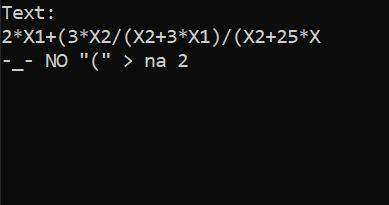 Text:
2*X1+(3*X2/(X2+3*X1)/(X2+25*X
-_- NO "(" > na 2